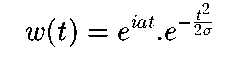 w(t) = e^{iat}.e^{-\frac{t^2}{2\sigma}}